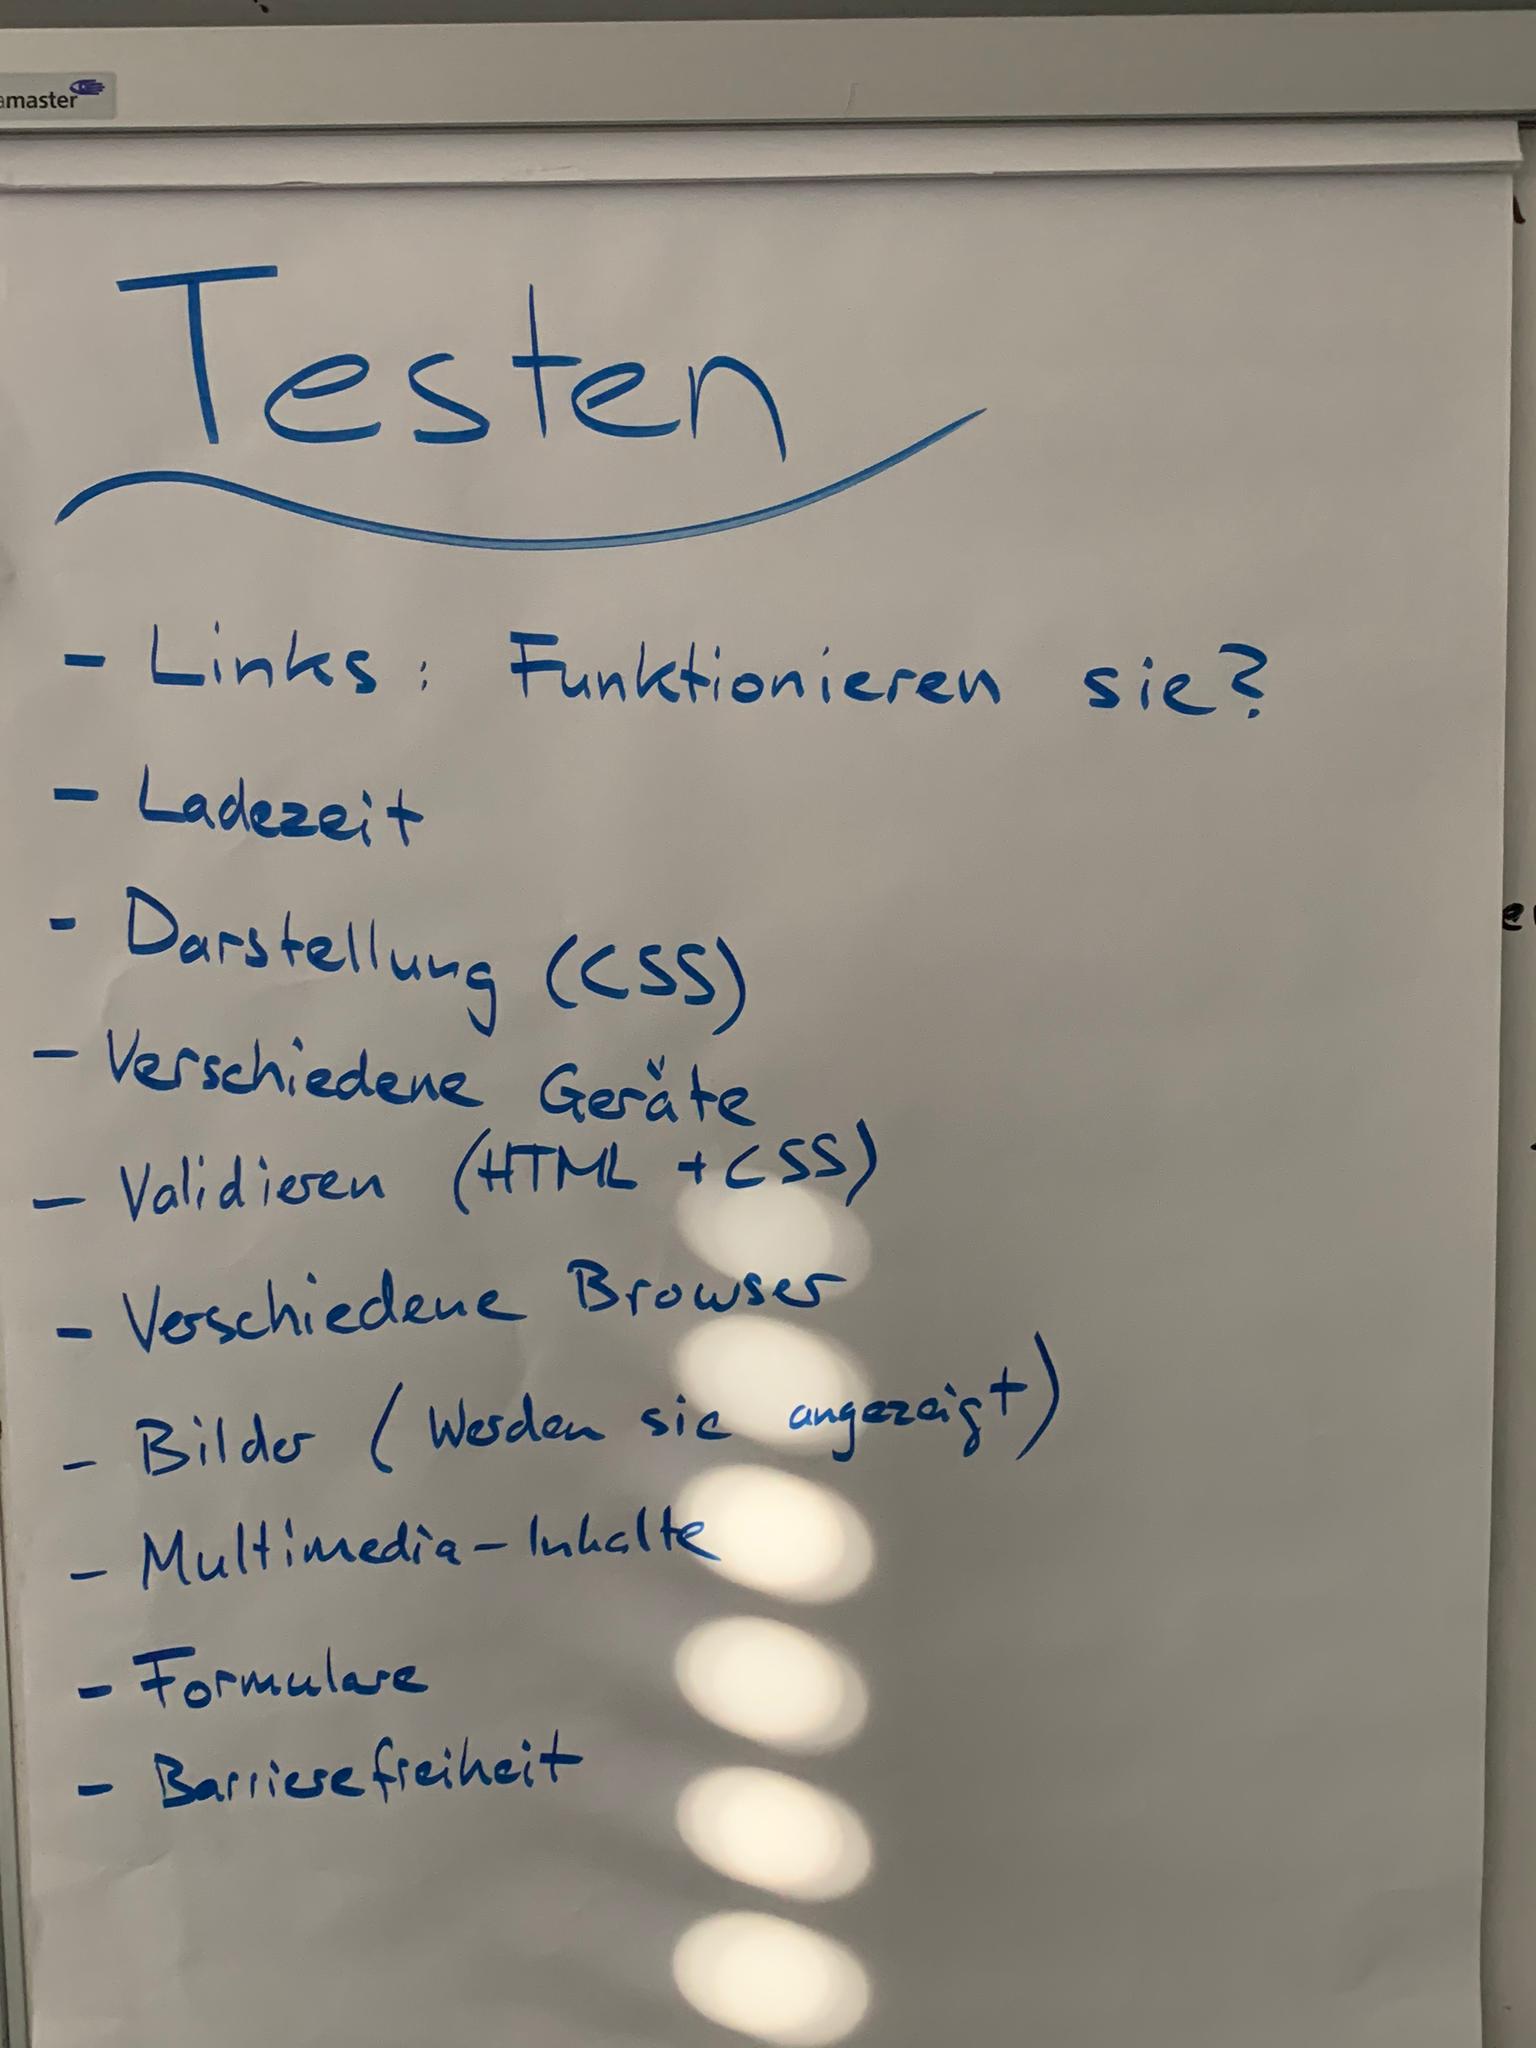 amaster
Testen
- Links: Funktionieren sie?
- Ladezeit
- Darstellung (CSS)
- Verschiedene Geräte
- Validieren (HTML + CSS)
- Verschiedene Browser
- Bilder (Werden sie angezeigt)
- Multimedia-Inhalte
- Formulare
- Barrierefreiheit